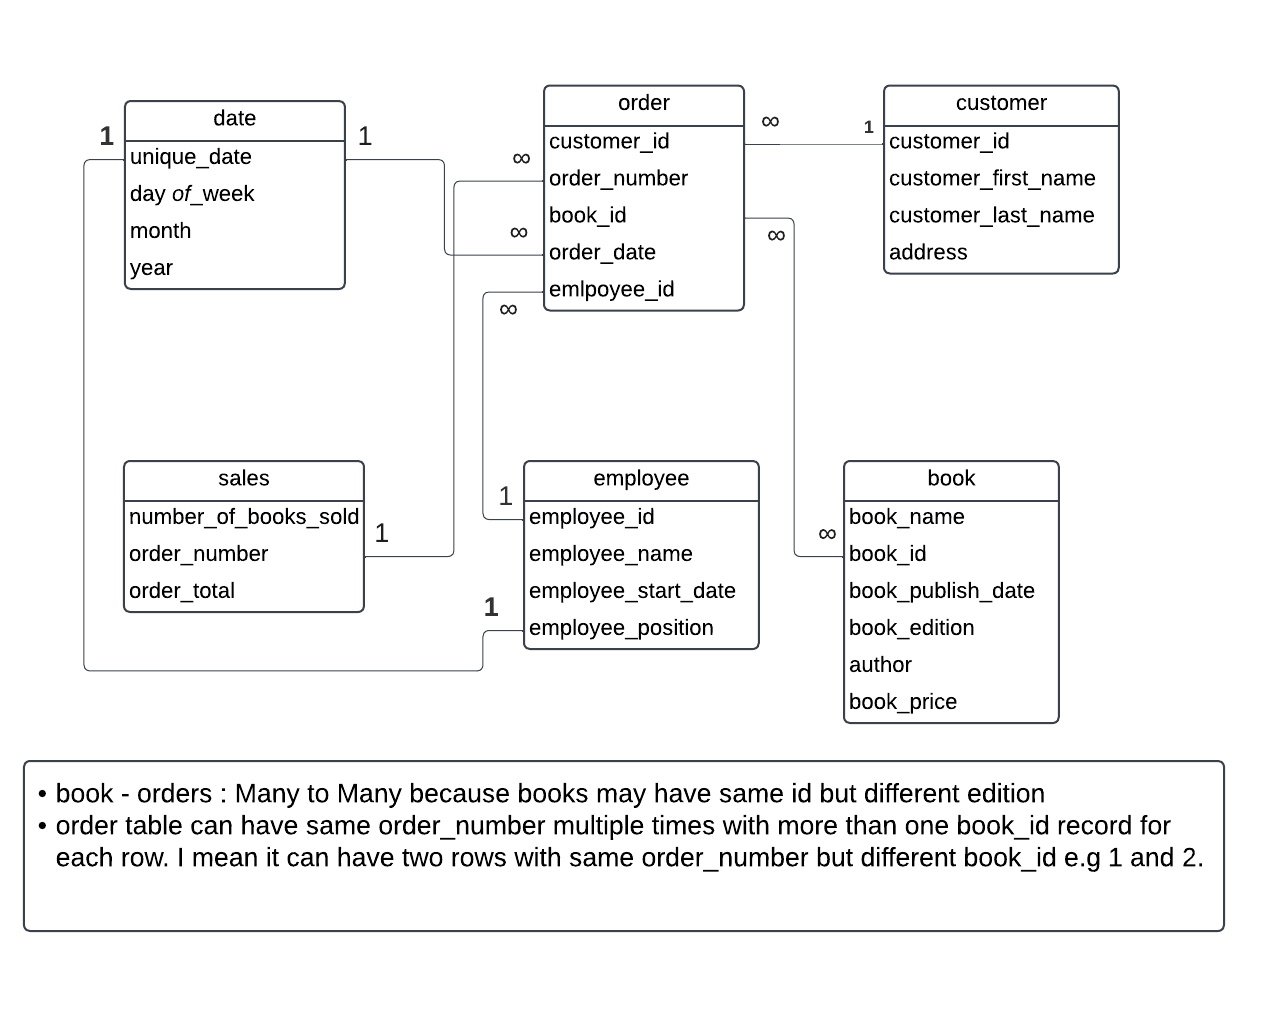 date
unique_date
day of_week
month
year
1
1
order
customer_id
order_number
book_id
order_date
emlpoyee_id
∞
∞
∞
∞
∞
1
customer
customer_id
customer_first_name
customer_last_name
address
sales
number_of_books_sold
order_number
order_total
1
employee
employee_id
employee_name
employee_start_date
employee_position
1
1
book
book_name
book_id
book_publish_date
book_edition
author
book_price
∞
• book - orders : Many to Many because books may have same id but different edition
• order table can have same order_number multiple times with more than one book_id record for
each row. I mean it can have two rows with same order_number but different book_id e.g 1 and 2.